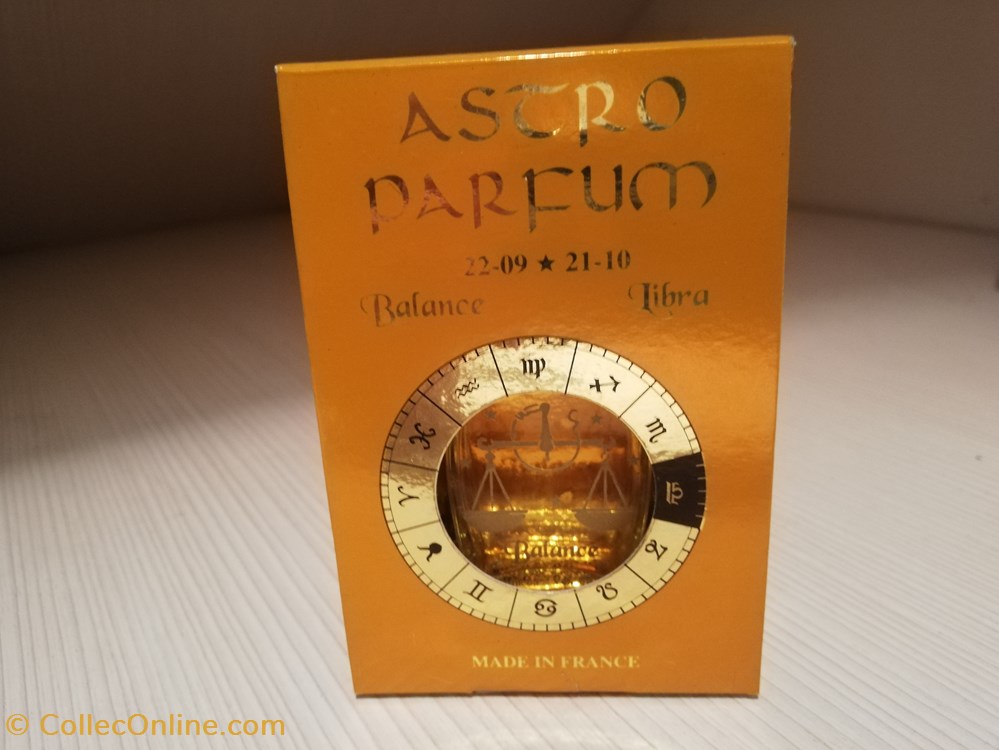 ASTRO
PARFUM
22-09 ★ 21-10
Balance Libra
Balance
MADE IN FRANCE
© CollecOnline.com